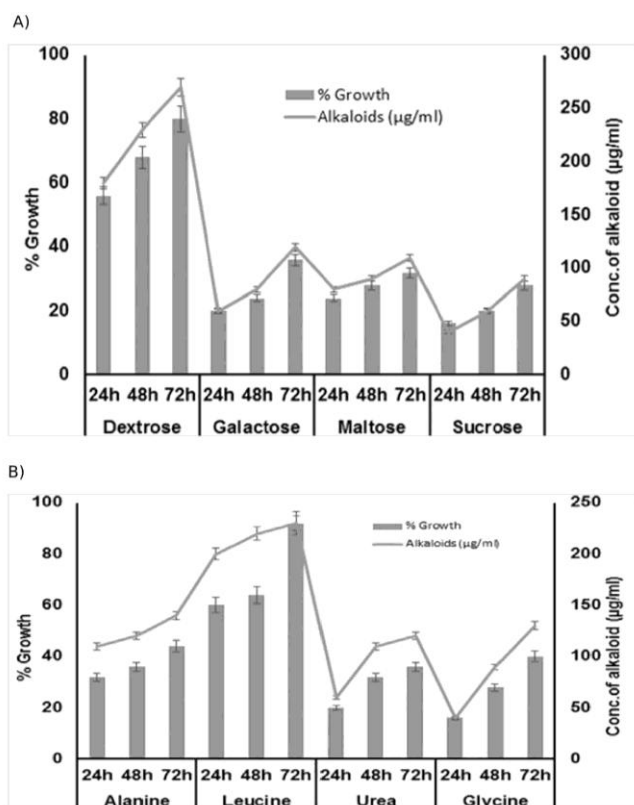 A)
100
80
60
40
20
0
% Growth
% Growth
Alkaloids (µg/ml)
300
250
200
150
100
50
0
Conc.of alkaloid (µg/ml)
24h 48h 72h 24h 48h 72h 24h 48h 72h 24h 48h 72h
Dextrose Galactose Maltose Sucrose
B)
100
80
60
40
20
0
% Growth
% Growth
Alkaloids (µg/ml)
250
200
150
100
50
0
Conc.of alkaloid (µg/ml)
24h 48h 72h 24h 48h 72h 24h 48h 72h 24h 48h 72h
Alanine Leucine Urea Glycine